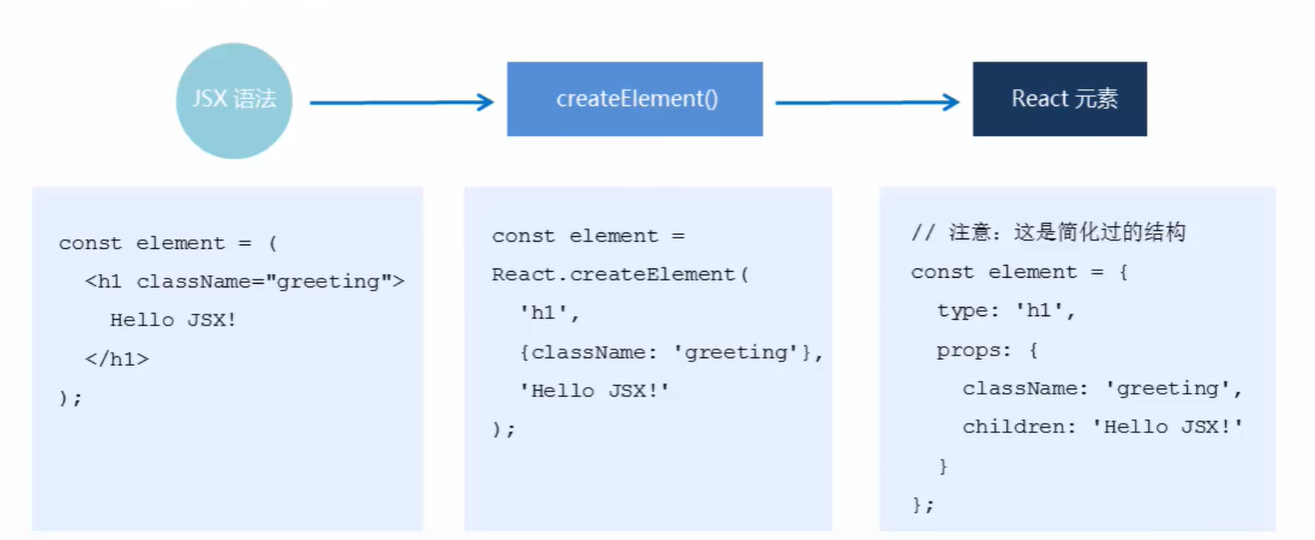 JSX 语法
createElement()
React 元素
const element = (
<h1 className="greeting">
Hello JSX!
</h1>
);
const element =
React.createElement(
'h1',
{className: 'greeting'},
'Hello JSX!'
);
// 注意：这是简化过的结构
const element = {
type: 'h1',
props: {
className: 'greeting',
children: 'Hello JSX!'
}
};